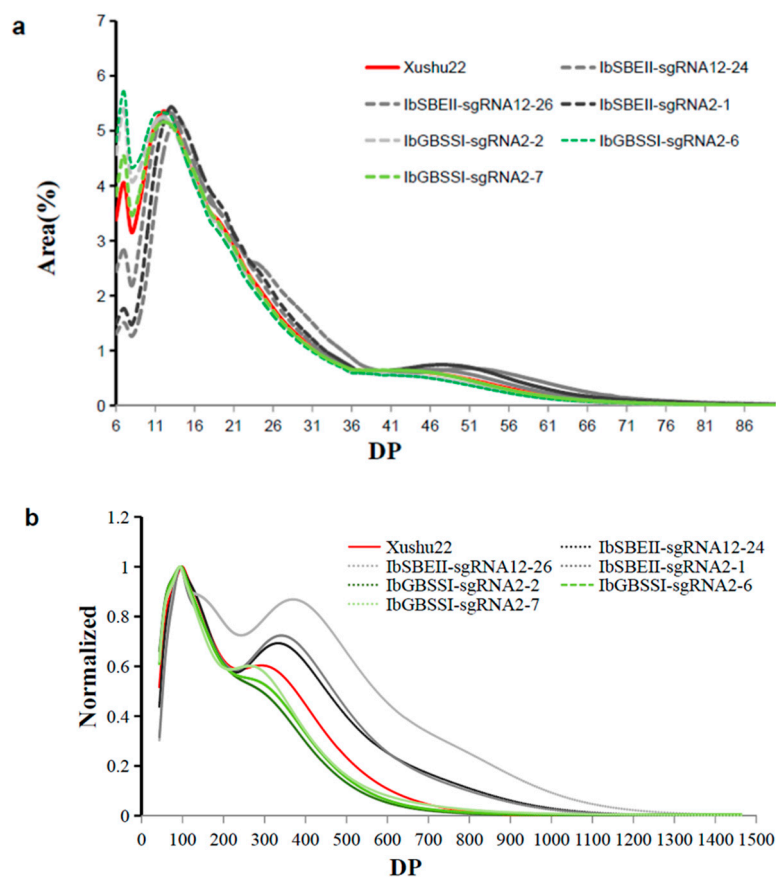 a
7
6
5
4
3
2
1
0
Area(%)
Xushu22
IbSBEII-sgRNA12-24
IbSBEII-sgRNA12-26
IbSBEII-sgRNA2-1
IbGBSSI-sgRNA2-2
IbGBSSI-sgRNA2-6
IbGBSSI-sgRNA2-7
6 11 16 21 26 31 36 41 46 51 56 61 66 71 76 81 86
DP
b
1.2
1
0.8
0.6
0.4
0.2
0
Normalized
Xushu22
IbSBEII-sgRNA12-24
IbSBEII-sgRNA12-26
IbSBEII-sgRNA2-1
IbGBSSI-sgRNA2-2
IbGBSSI-sgRNA2-6
IbGBSSI-sgRNA2-7
0 100 200 300 400 500 600 700 800 900 1000 1100 1200 1300 1400 1500
DP